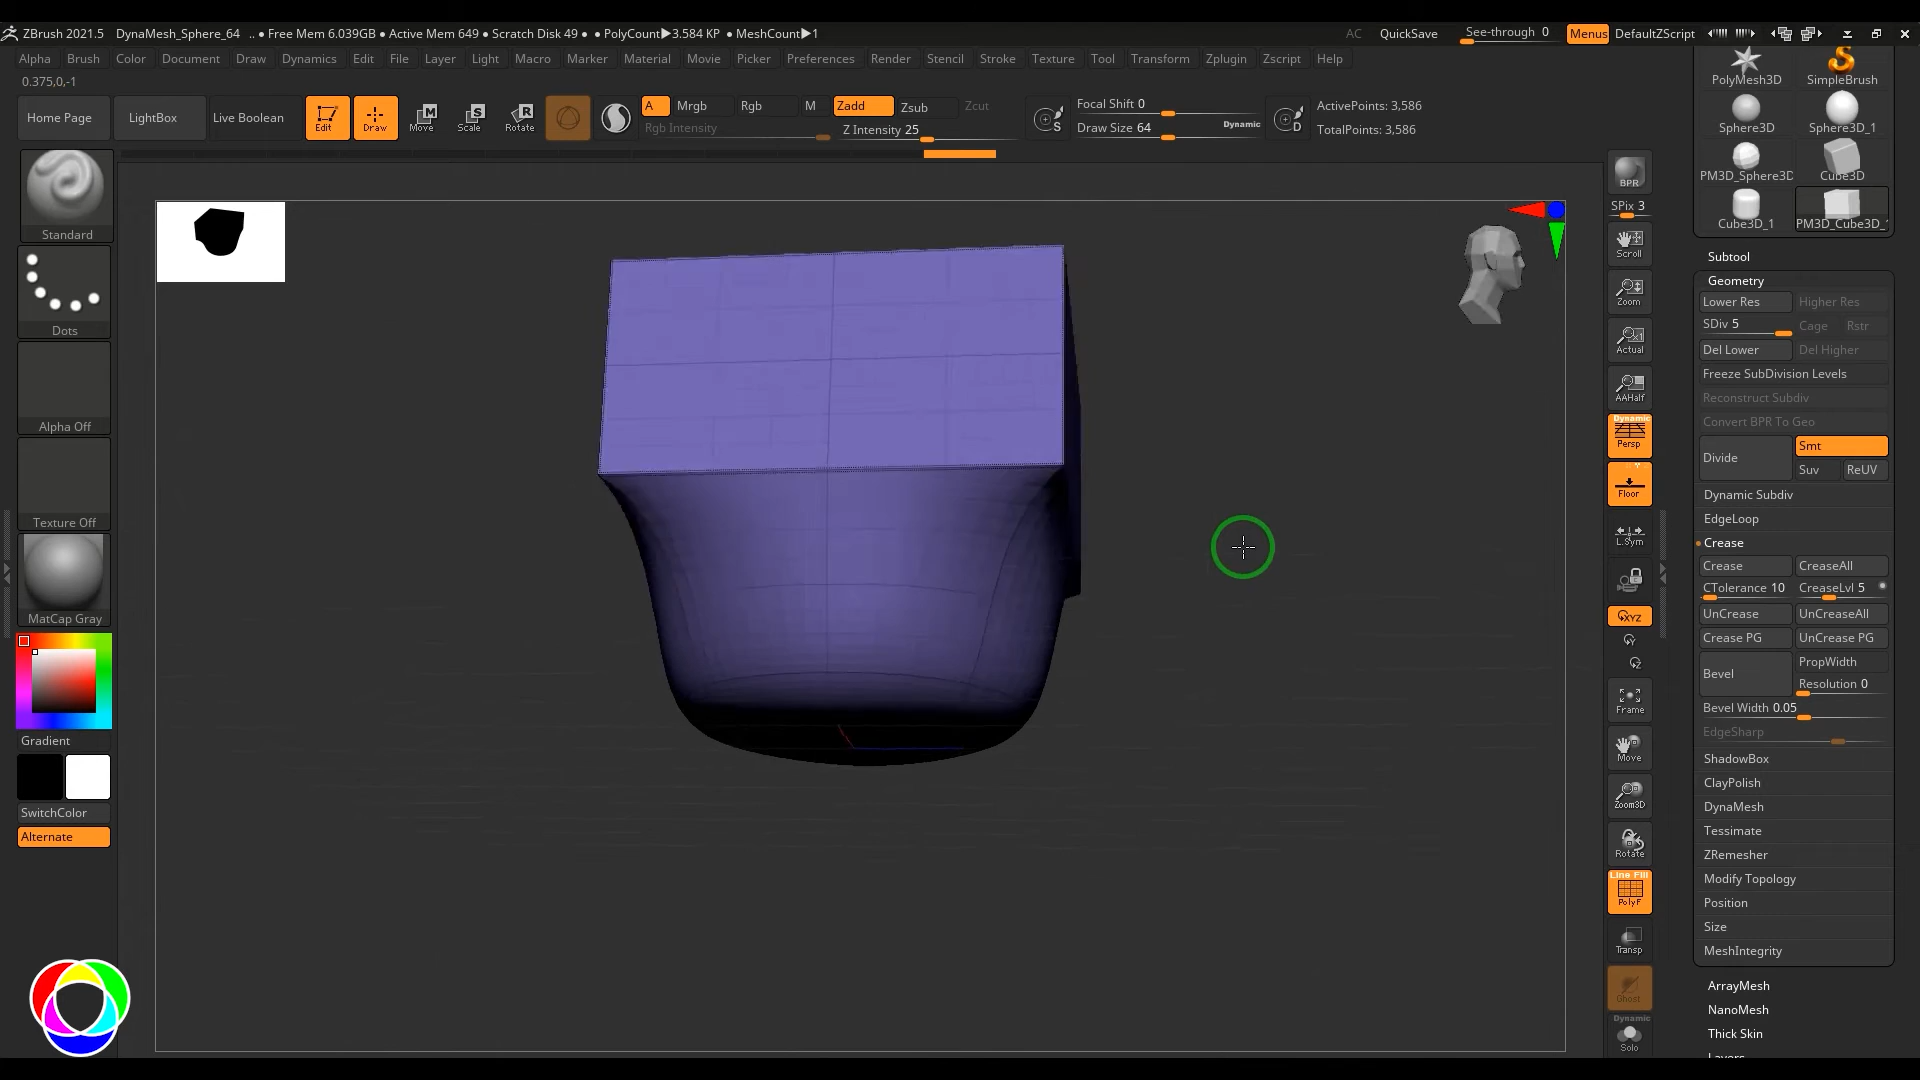 ZBrush 2021.5 DynaMesh_Sphere_64 .. ● Free Mem 6.039GB ● Active Mem 649 ● Scratch Disk 49 ● ● PolyCount▶3.584 KP ● MeshCount▶1 AC QuickSave See-through 0 Menus DefaultZScript
Alpha Brush Color Document Draw Dynamics Edit File Layer Light Macro Marker Material Movie Picker Preferences Render Stencil Stroke Texture Tool Transform Zplugin Zscript Help
0.375,0,-1
Home Page LightBox Live Boolean Edit Draw Move Scale Rotate
A Mrgb Rgb M Zadd Zsub Zcut
Rgb Intensity Z Intensity 25
S Focal Shift 0
Draw Size 64 Dynamic
D ActivePoints: 3,586
TotalPoints: 3,586
Standard
Dots
Alpha Off
Texture Off
MatCap Gray
Gradient
SwitchColor
Alternate
BPR
SPix 3
Scroll
Zoom
Actual
AAHalf
Dynamic
Persp
Floor
L.Sym
XYZ
Y
Z
Frame
Move
Zoom3D
Rotate
Line Fill
PolyF
Transp
Ghost
Dynamic
Solo
PolyMesh3D SimpleBrush
Sphere3D Sphere3D_1
PM3D_Sphere3D Cube3D
Cube3D_1 PM3D_Cube3D_
Subtool
Geometry
Lower Res Higher Res
SDiv 5 Cage Rstr
Del Lower Del Higher
Freeze SubDivision Levels
Reconstruct Subdiv
Convert BPR To Geo
Divide Smt
Suv ReUV
Dynamic Subdiv
EdgeLoop
Crease
Crease CreaseAll
CTolerance 10 CreaseLvl 5
UnCrease UnCreaseAll
Crease PG UnCrease PG
Bevel PropWidth
Resolution 0
Bevel Width 0.05
EdgeSharp
ShadowBox
ClayPolish
DynaMesh
Tessimate
ZRemesher
Modify Topology
Position
Size
MeshIntegrity
ArrayMesh
NanoMesh
Thick Skin
Layers